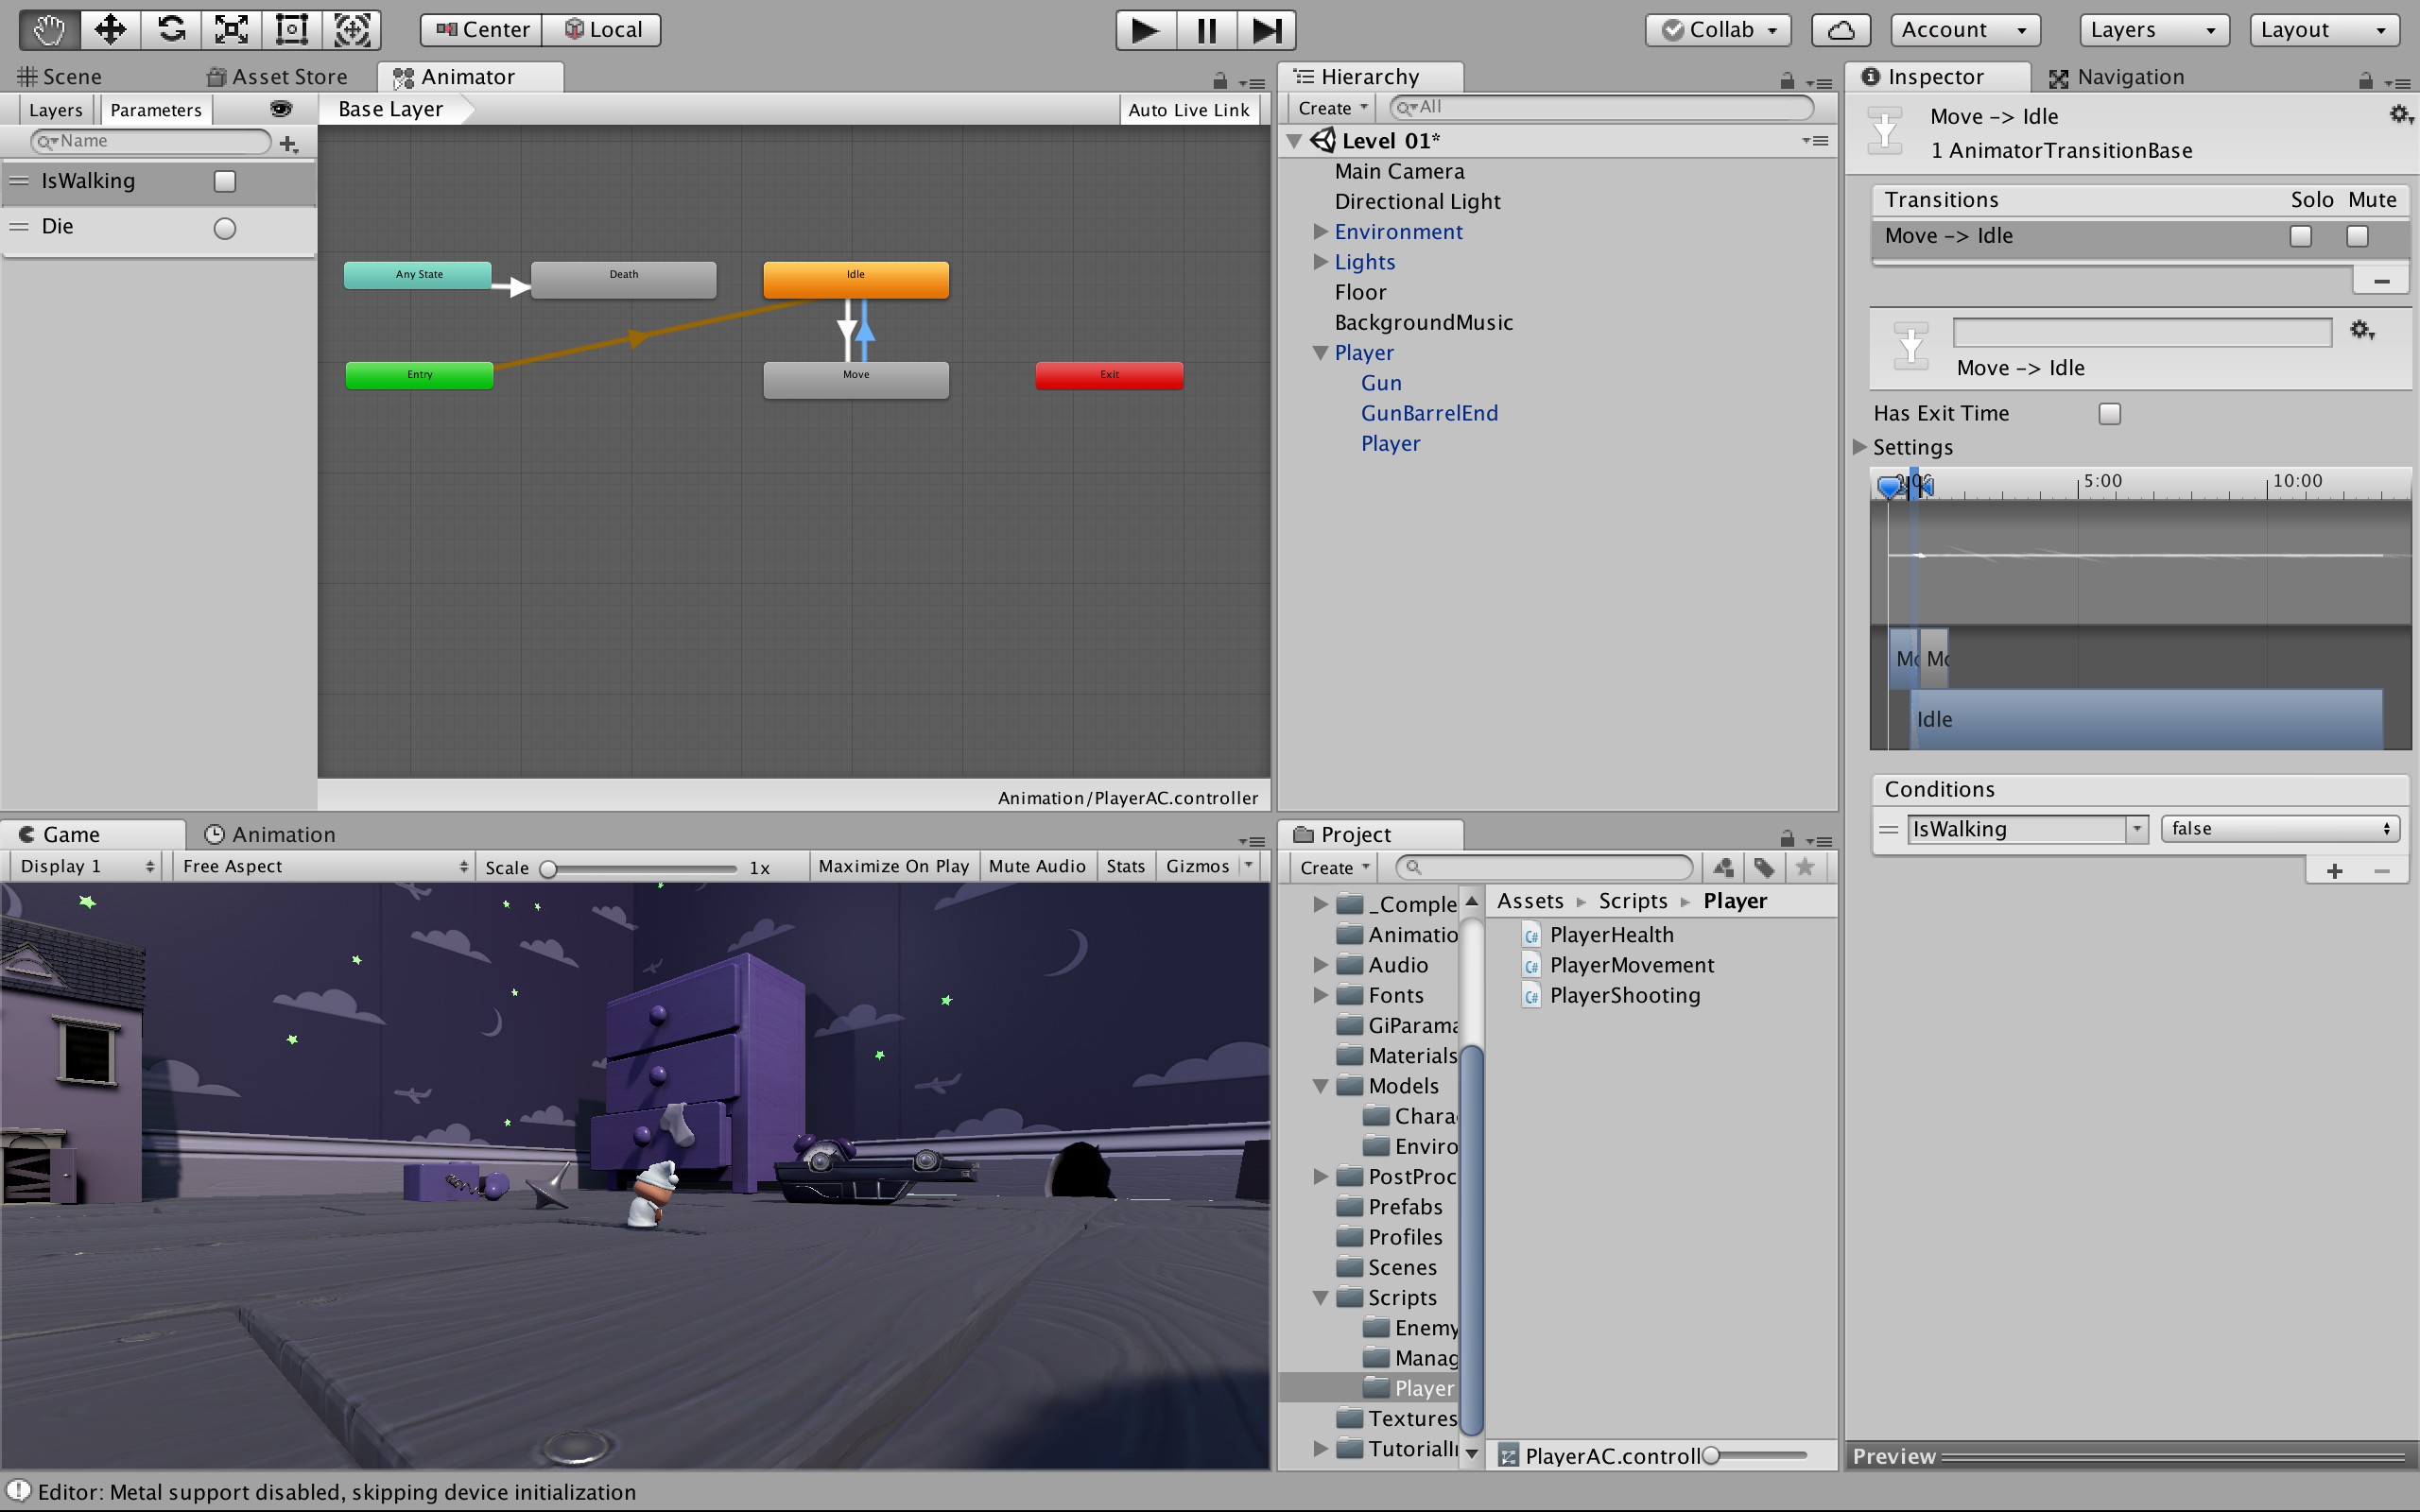 Center
Local
Collab
Account
Layers
Layout
Scene
Asset Store
Animator
Layers
Parameters
Base Layer
Auto Live Link
Name
IsWalking
Die
Any State
Death
Idle
Entry
Move
Exit
Animation/PlayerAC.controller
Hierarchy
Create
All
Level 01*
Main Camera
Directional Light
Environment
Lights
Floor
BackgroundMusic
Player
Gun
GunBarrelEnd
Player
Inspector
Navigation
Move -> Idle
1 AnimatorTransitionBase
Transitions Solo Mute
Move -> Idle
Move -> Idle
Has Exit Time
Settings
5:00 10:00
Mo Mo
Idle
Conditions
IsWalking false
Preview
Game
Animation
Display 1 Free Aspect Scale 1x Maximize On Play Mute Audio Stats Gizmos
Project
Create
_Comple
Animatio
Audio
Fonts
GiParama
Materials
Models
Charac
Enviro
PostProc
Prefabs
Profiles
Scenes
Scripts
Enemy
Manag
Player
Textures
TutorialIn
Assets Scripts Player
PlayerHealth
PlayerMovement
PlayerShooting
PlayerAC.controll
Editor: Metal support disabled, skipping device initialization